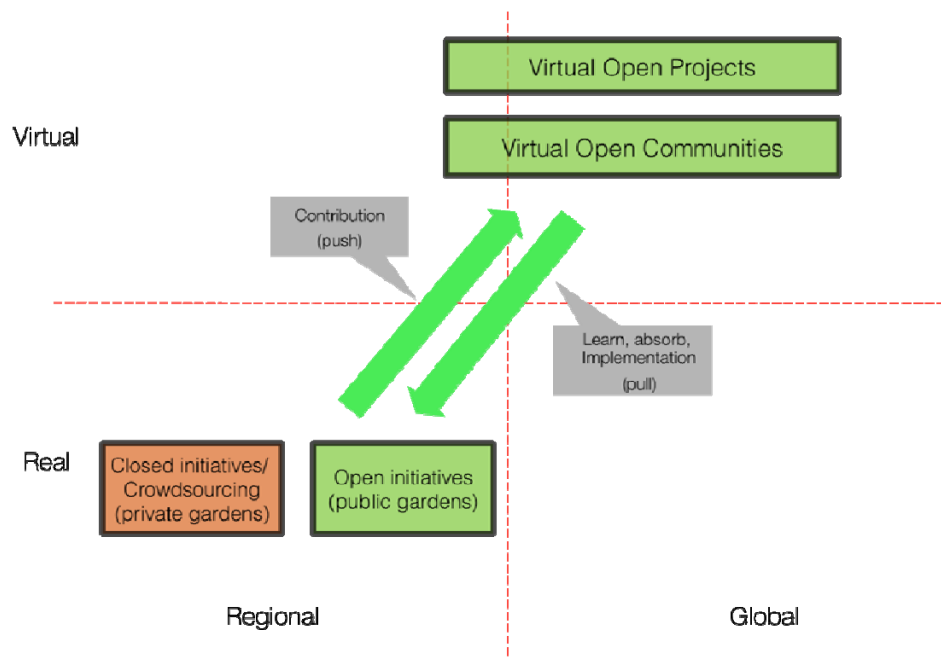 Virtual Open Projects
Virtual
Virtual Open Communities
Contribution
(push)
Learn, absorb,
Implementation
(pull)
Real
Closed initiatives/
Crowdsourcing
(private gardens)
Open initiatives
(public gardens)
Regional
Global